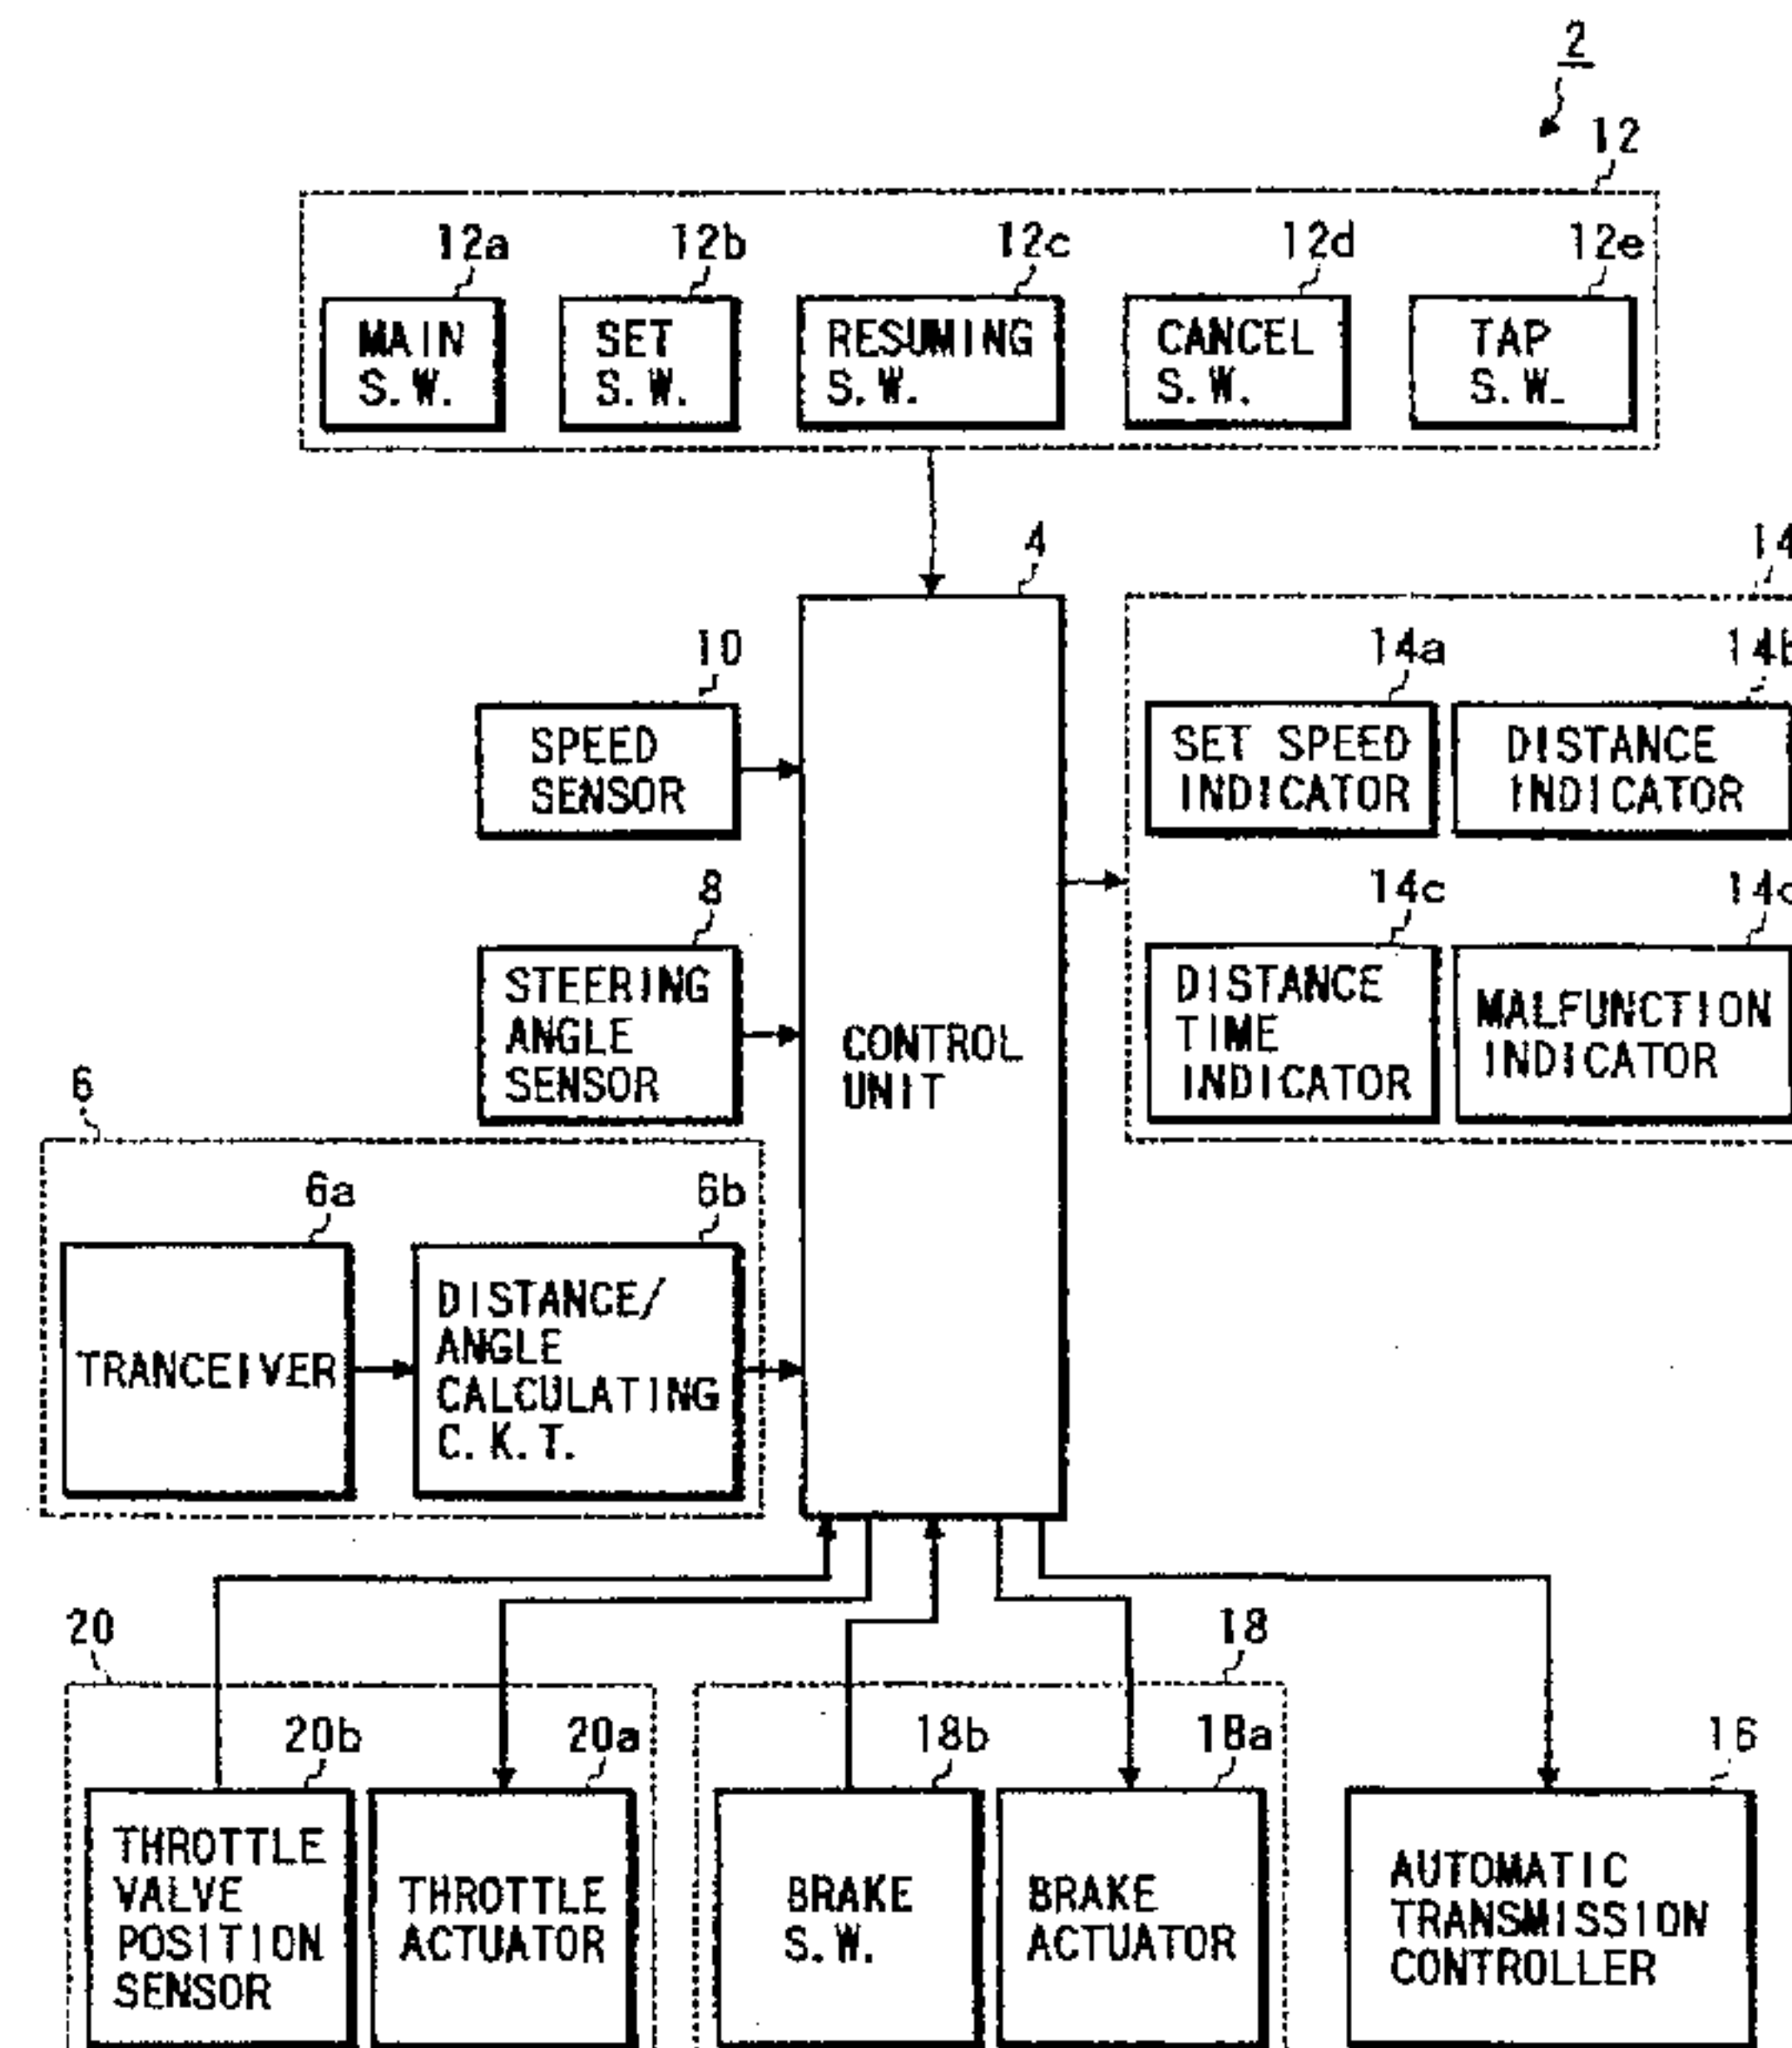 2
12
12a 12b 12c 12d 12e
MAIN
S.W.
SET
S.W.
RESUMING
S.W.
CANCEL
S.W.
TAP
S.W.
4
14
10
14a
SPEED
SENSOR
SET SPEED
INDICATOR
DISTANCE
INDICATOR
8
14c
STEERING
ANGLE
SENSOR
CONTROL
UNIT
DISTANCE
TIME
INDICATOR
MALFUNCTION
INDICATOR
6
6a 6b
TRANCEIVER
DISTANCE/
ANGLE
CALCULATING
C.K.T.
20
18
20b 20a 18b 18a 16
THROTTLE
VALVE
POSITION
SENSOR
THROTTLE
ACTUATOR
BRAKE
S.W.
BRAKE
ACTUATOR
AUTOMATIC
TRANSMISSION
CONTROLLER